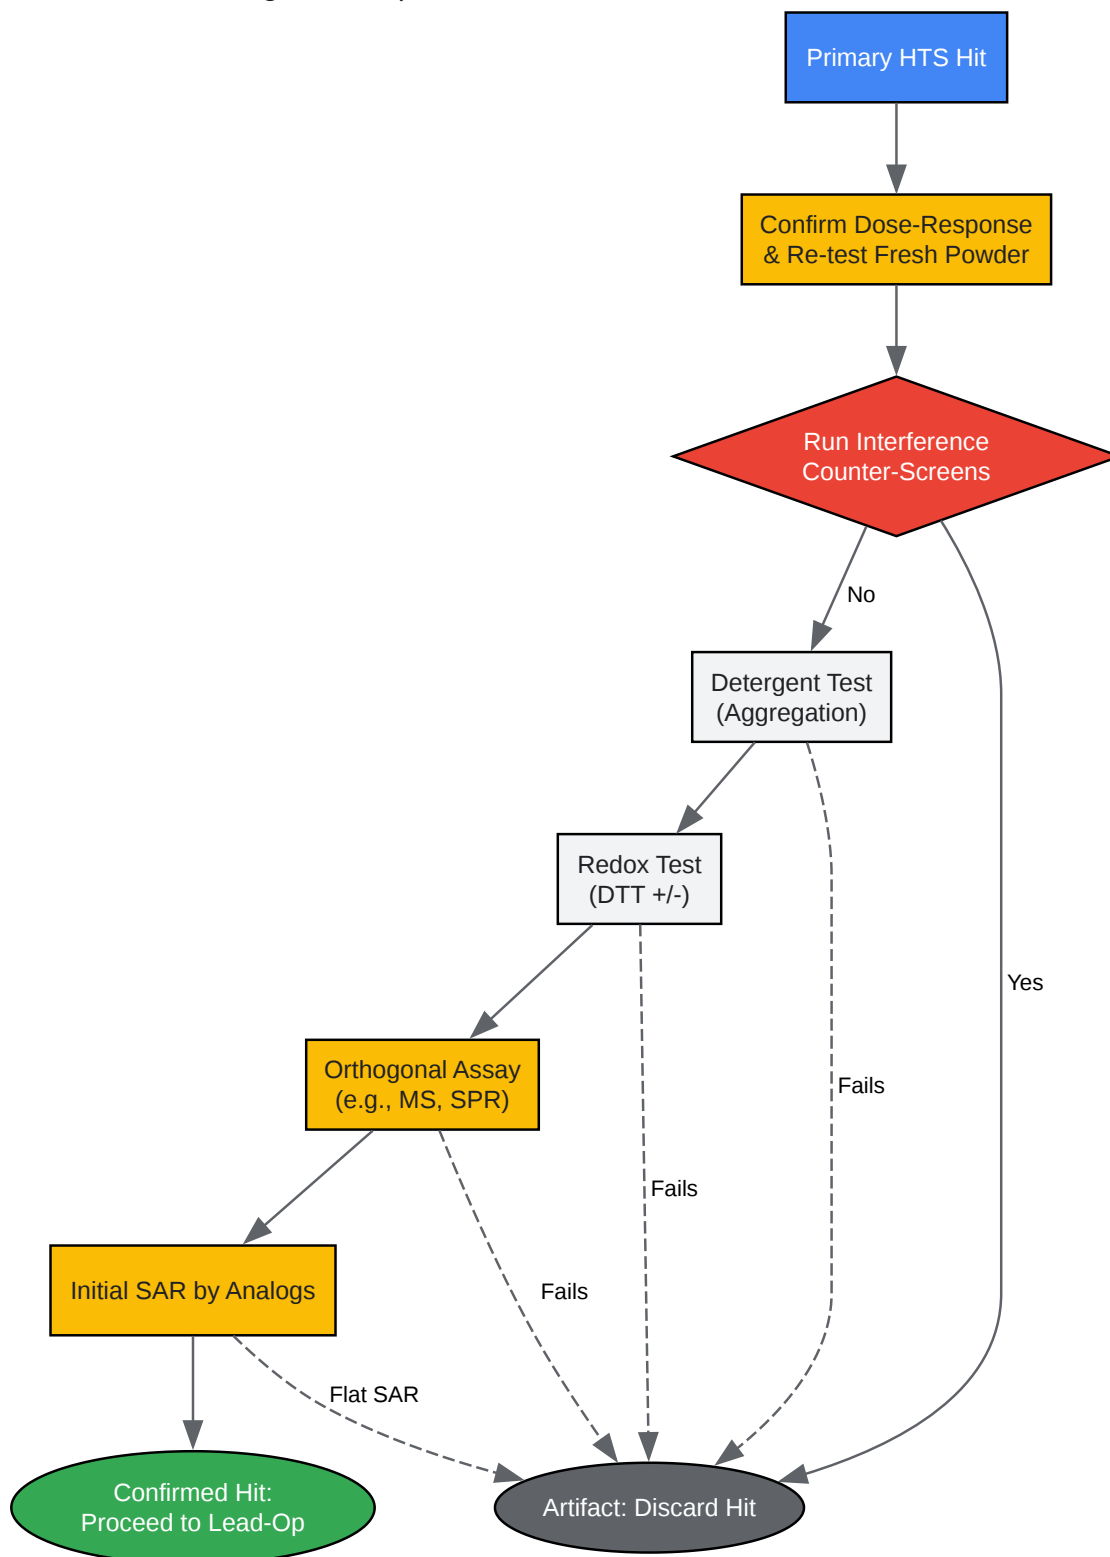 Primary HTS Hit
Confirm Dose-Response
& Re-test Fresh Powder
Run Interference
Counter-Screens
No
Detergent Test
(Aggregation)
Redox Test
(DTT +/-)
Yes
Orthogonal Assay
(e.g., MS, SPR)
Fails
Fails
Initial SAR by Analogs
Fails
Flat SAR
Confirmed Hit:
Proceed to Lead-Op
Artifact: Discard Hit